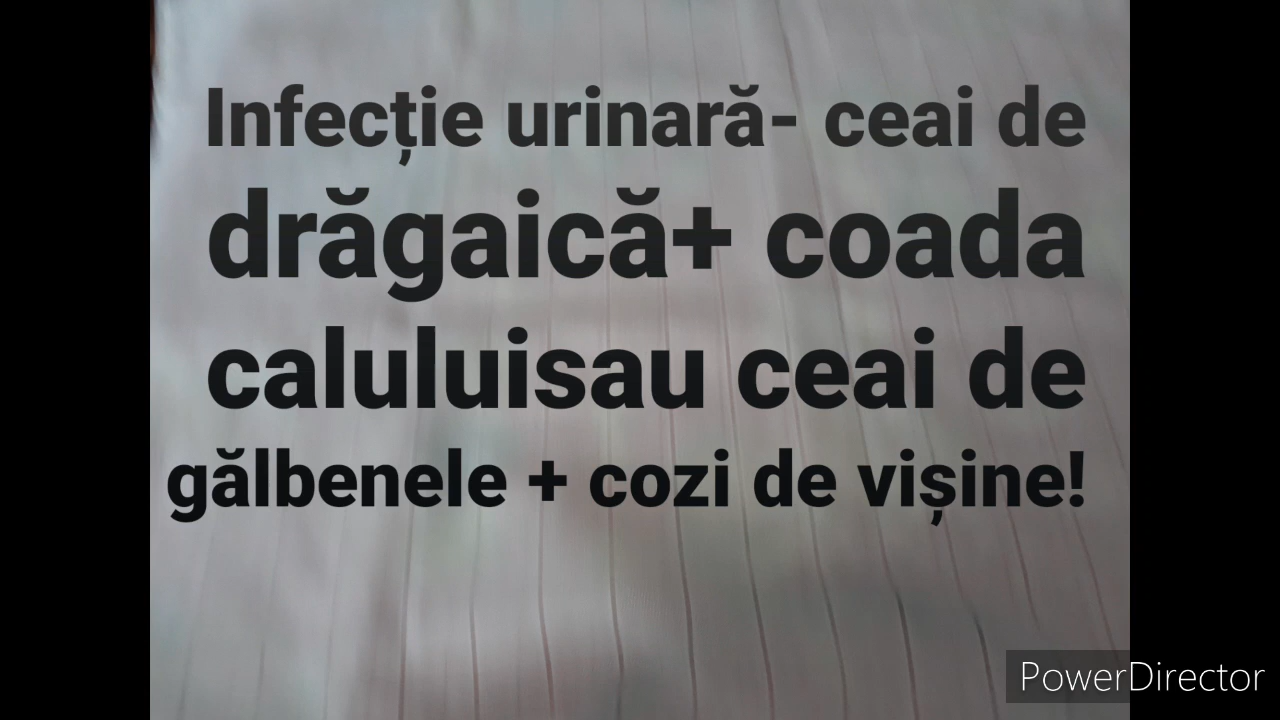 Infecție urinară- ceai de
drăgaică+ coada
caluluisau ceai de
gălbenele + cozi de vișine!
PowerDirector